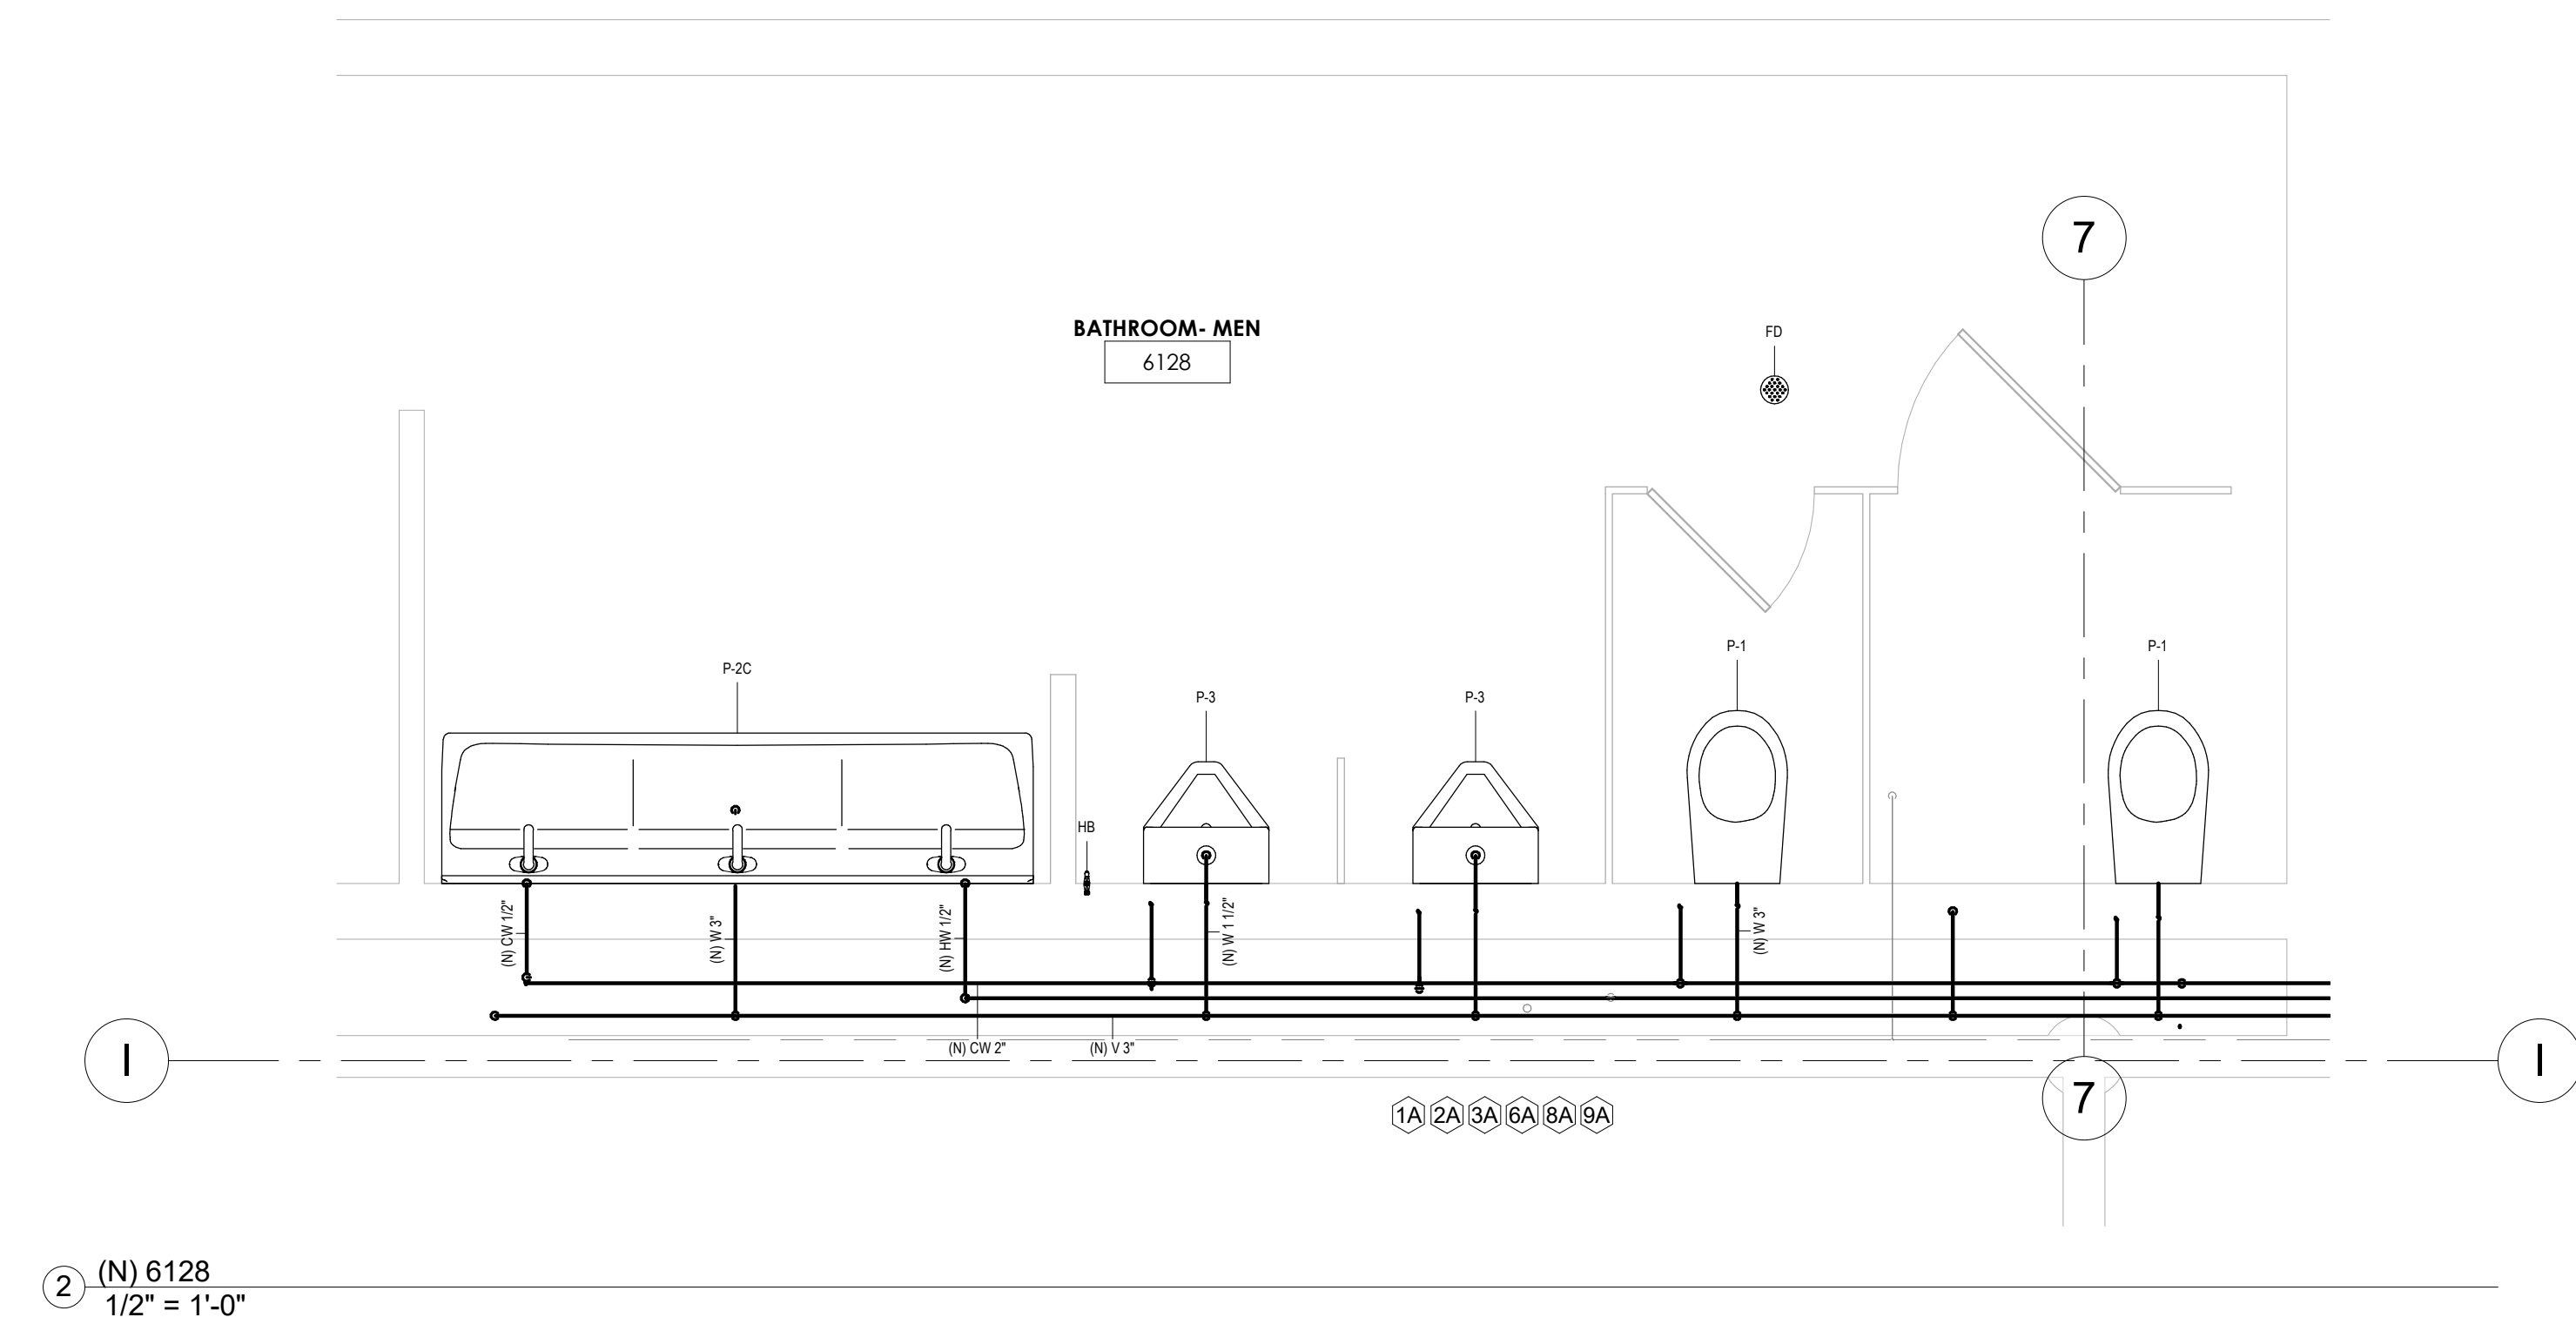 7
BATHROOM- MEN
6128
FD
P-1
P-1
P-2C
P-3
P-3
HB
(N) CW 1/2"
(N) W 3"
(N) HW 1/2"
(N) W 1 1/2"
(N) W 3"
(N) CW 2"
(N) V 3"
I
I
7
1A 2A 3A 6A 8A 9A
2
(N) 6128
1/2" = 1'-0"